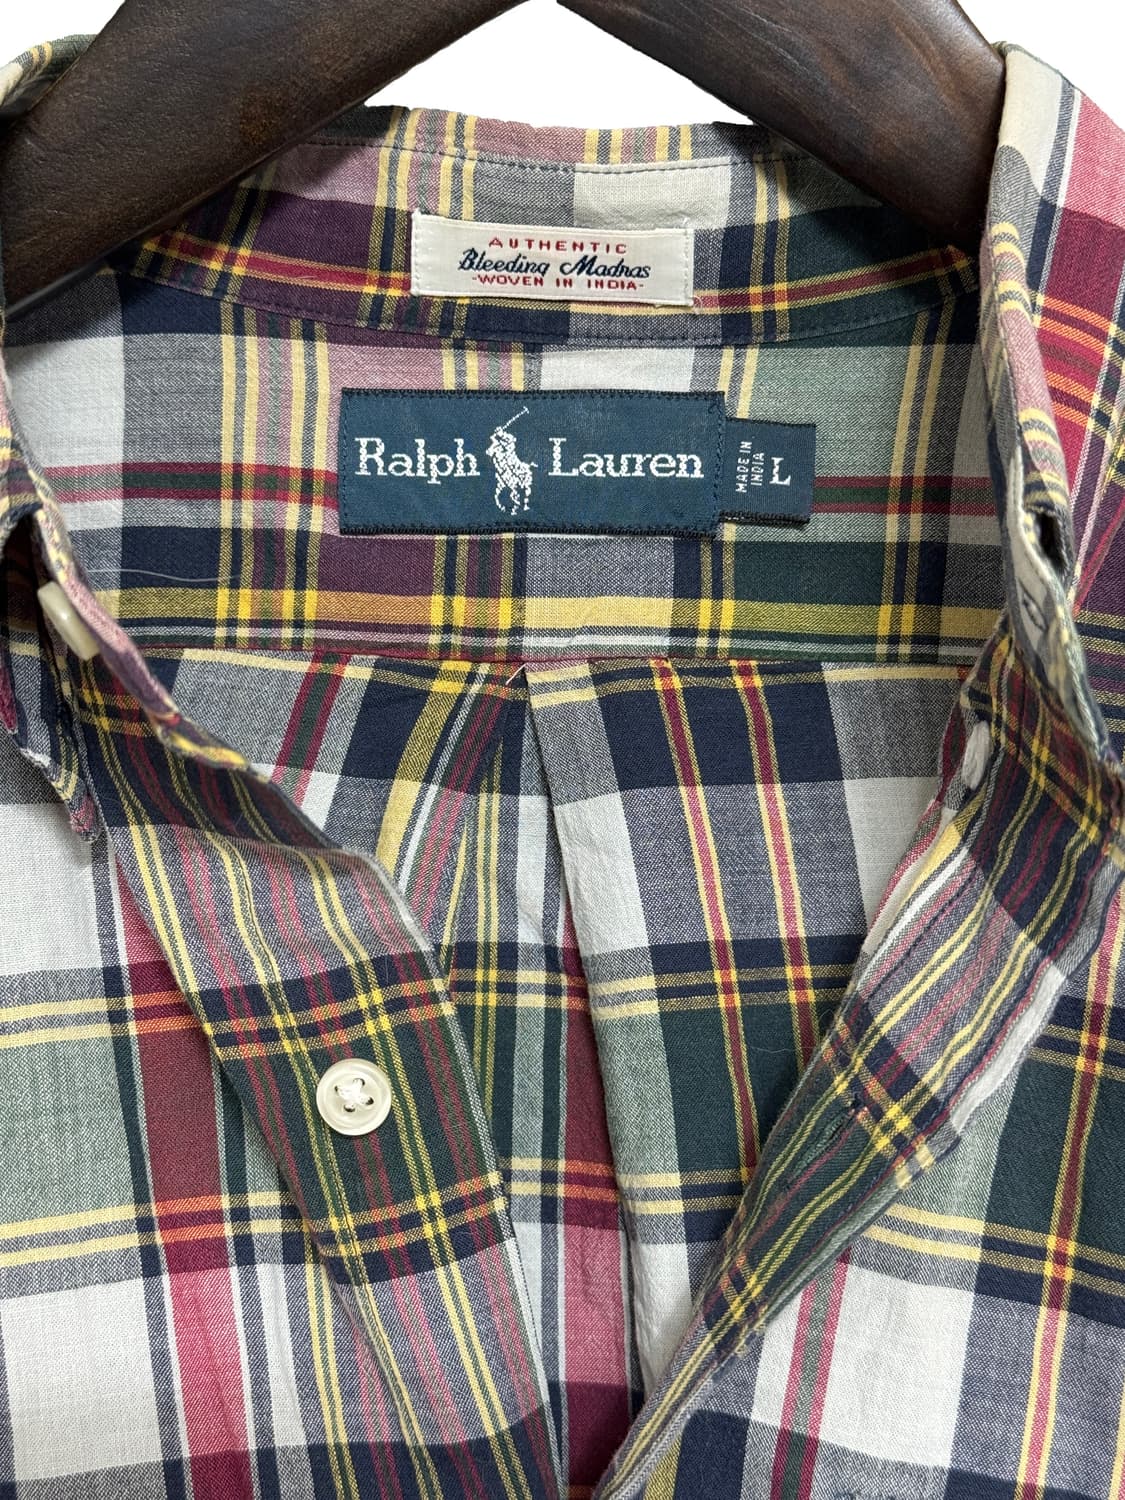 AUTHENTIC
Bleeding Madras
-WOVEN IN INDIA-
Ralph Lauren
MADE IN
INDIA
L